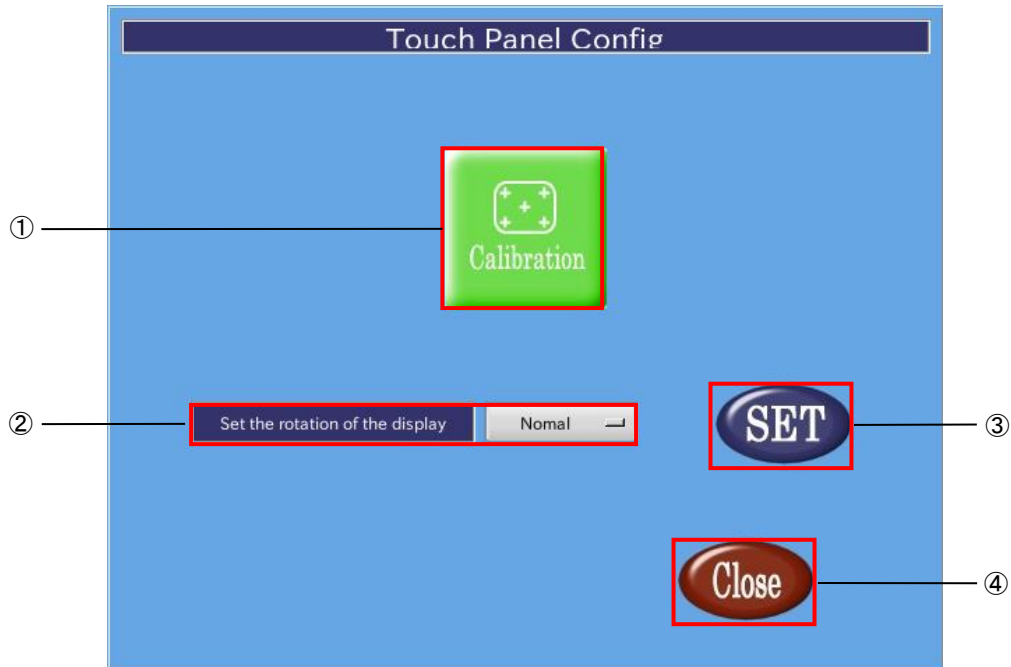 Touch Panel Config
①
Calibration
②
Set the rotation of the display
Nomal
SET
③
Close
④